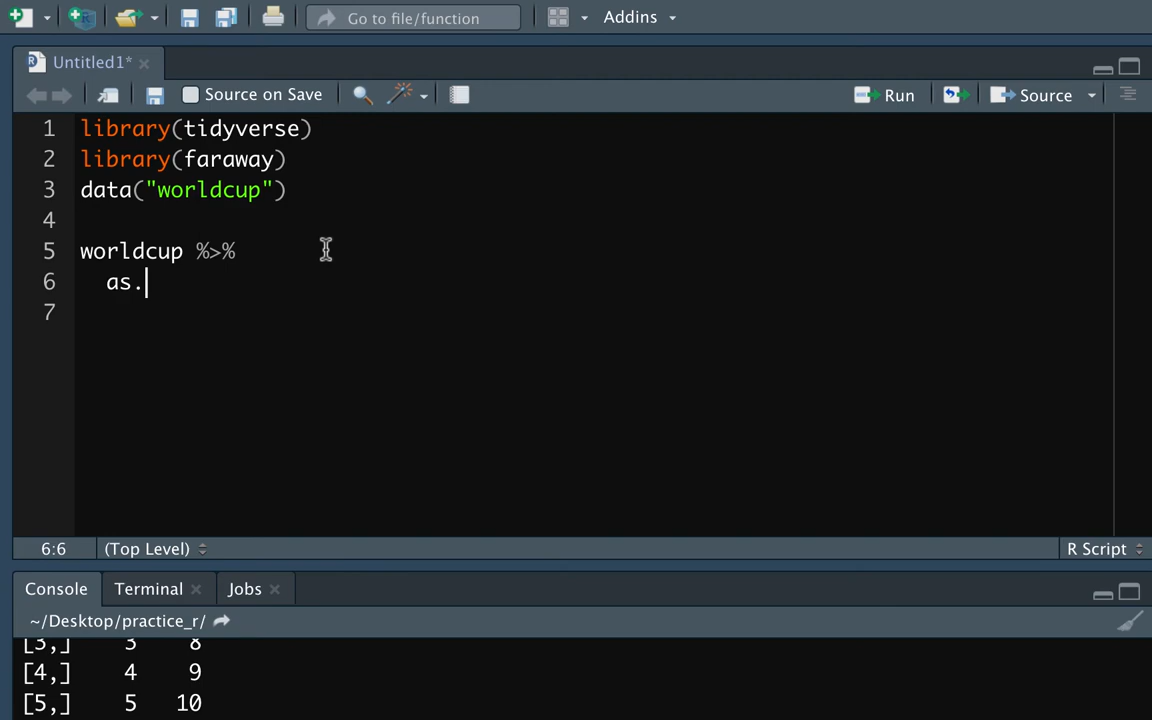 Go to file/function Addins
Untitled1*
Source on Save Run Source
1 library(tidyverse)
2 library(faraway)
3 data("worldcup")
4
5 worldcup %>%
6 as.
7
6:6 (Top Level) R Script
Console Terminal Jobs
~/Desktop/practice_r/
[3,] 3 8
[4,] 4 9
[5,] 5 10